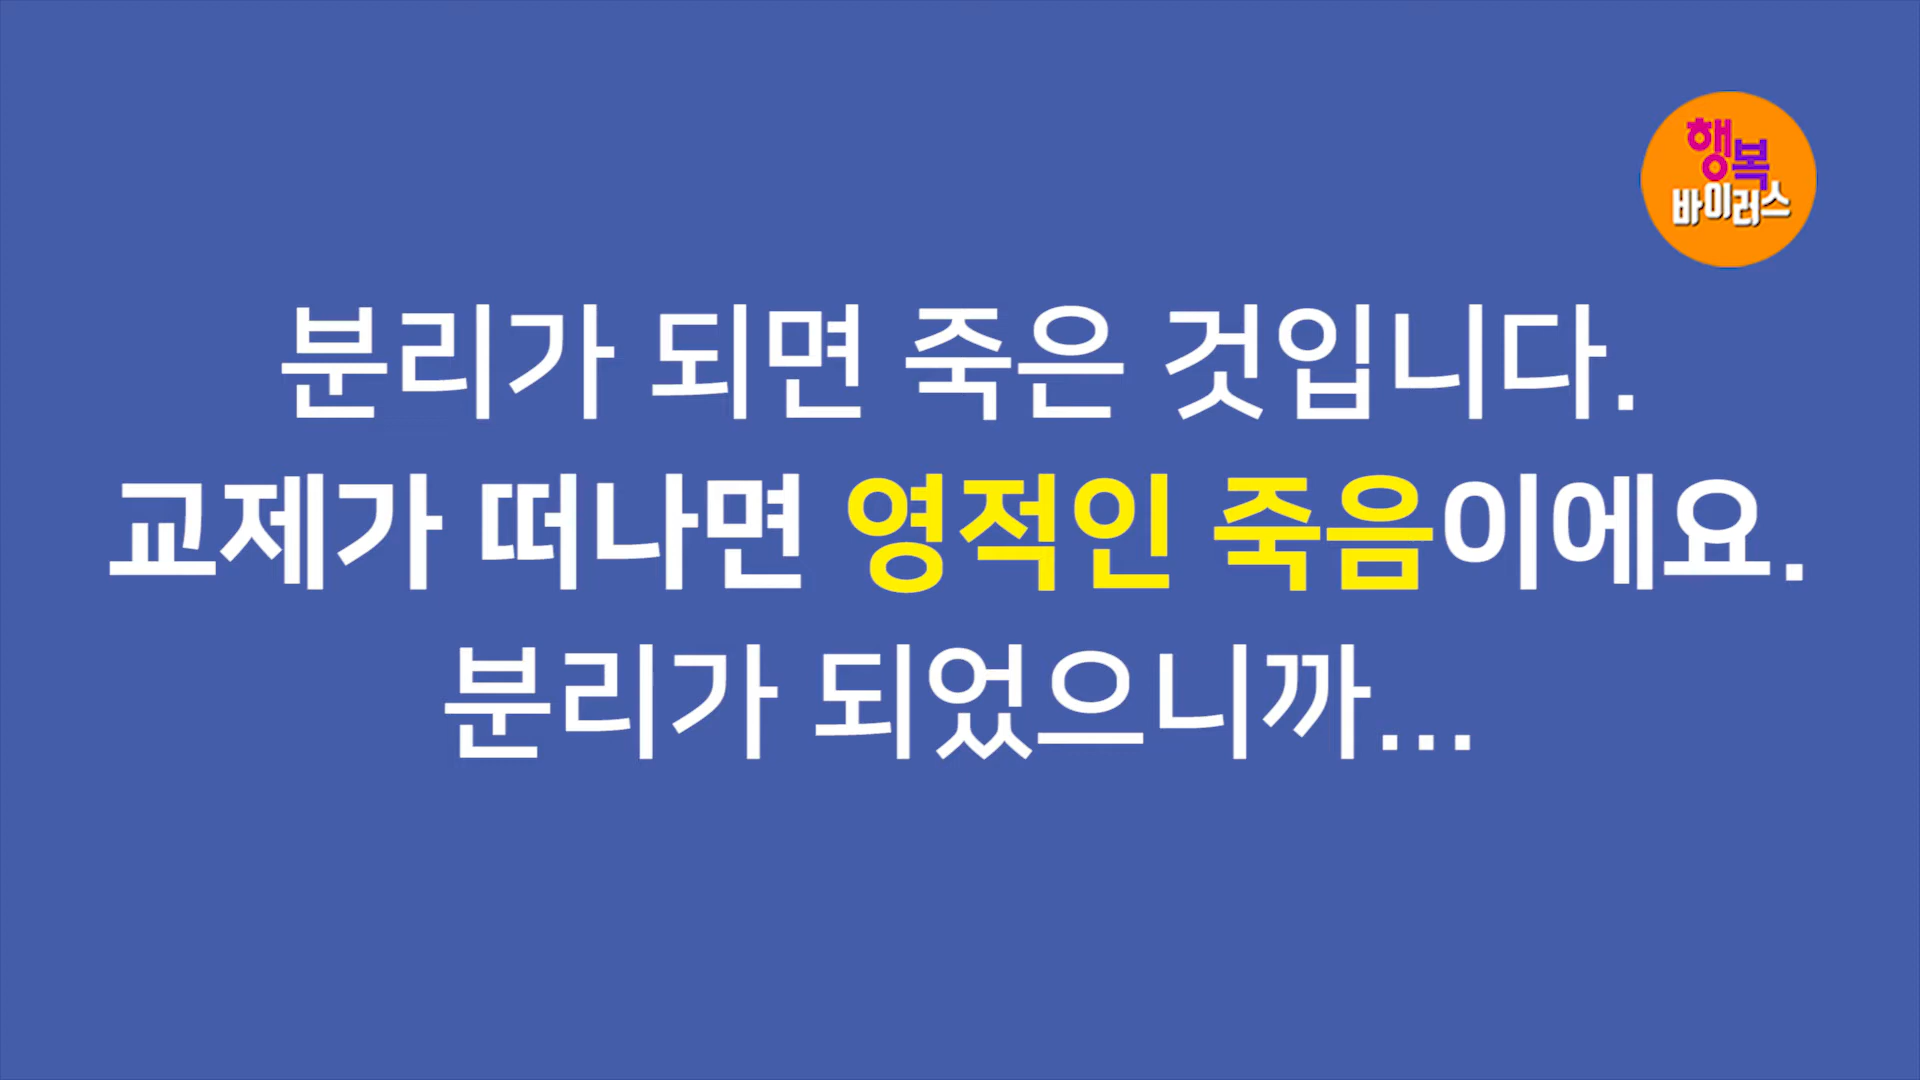 행복
바이러스
분리가 되면 죽은 것입니다.
교제가 떠나면 영적인 죽음이에요.
분리가 되었으니까...